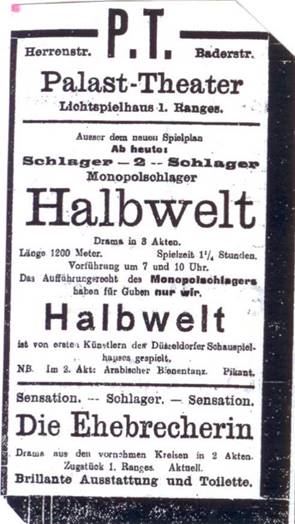 P.T.
Herrenstr. Baderstr.
Palast-Theater
Lichtspielhaus 1. Ranges.
Ausser dem neuen Spielplan
Ab heute:
Schlager — 2 — Schlager
Monopolschlager
Halbwelt
Drama in 3 Akten.
Länge 1200 Meter. Spielzeit 1¼ Stunden.
Vorführung um 7 und 10 Uhr.
Das Aufführungsrecht des Monopolschlagers
haben für Guben nur wir.
Halbwelt
ist von ersten Künstlern des Düsseldorfer Schauspiel-
hauses gespielt.
NB. Im 2. Akt: Arabischer Bienentanz. Pikant.
Sensation. — Schlager. — Sensation.
Die Ehebrecherin
Drama aus den vornehmen Kreisen in 2 Akten.
Zugstück 1. Ranges. Aktuell.
Brillante Ausstattung und Toilette.